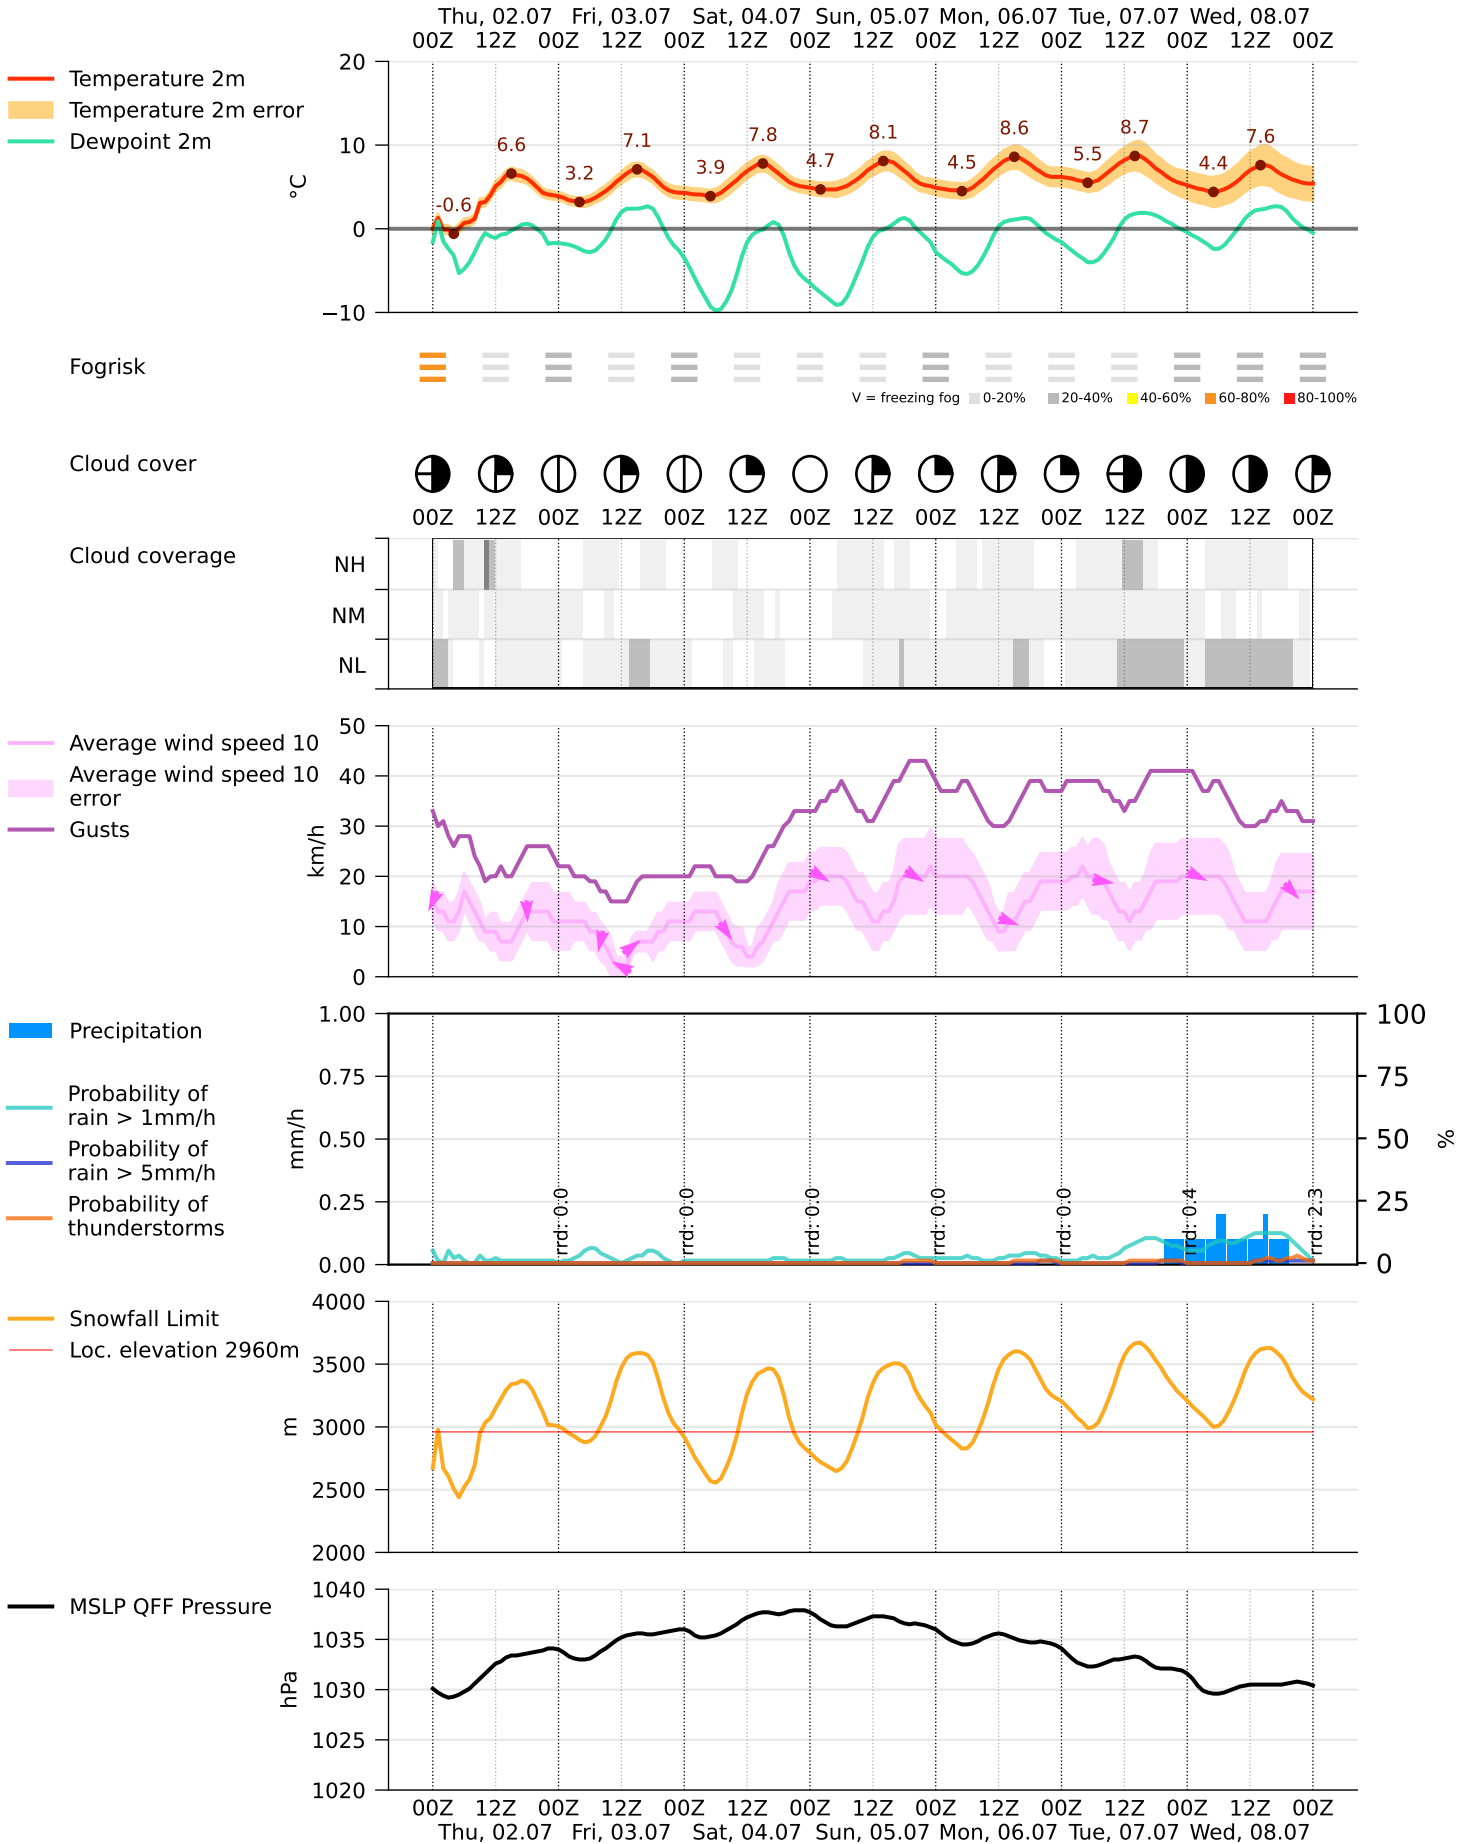 Thu, 02.07 Fri, 03.07 Sat, 04.07 Sun, 05.07 Mon, 06.07 Tue, 07.07 Wed, 08.07
00Z 12Z 00Z 12Z 00Z 12Z 00Z 12Z 00Z 12Z 00Z 12Z 00Z 12Z 00Z
Temperature 2m
Temperature 2m error
Dewpoint 2m
°C
20
10
0
−10
-0.6 6.6 3.2 7.1 3.9 7.8 4.7 8.1 4.5 8.6 5.5 8.7 4.4 7.6
Fogrisk
V = freezing fog 0-20% 20-40% 40-60% 60-80% 80-100%
Cloud cover
00Z 12Z 00Z 12Z 00Z 12Z 00Z 12Z 00Z 12Z 00Z 12Z 00Z 12Z 00Z
Cloud coverage
NH
NM
NL
Average wind speed 10
Average wind speed 10
error
Gusts
km/h
50
40
30
20
10
0
Precipitation
Probability of
rain > 1mm/h
Probability of
rain > 5mm/h
Probability of
thunderstorms
mm/h
1.00
0.75
0.50
0.25
0.00
rrd: 0.0 rrd: 0.0 rrd: 0.0 rrd: 0.0 rrd: 0.0 rrd: 0.4 rrd: 2.3
100
75
50
25
0
%
Snowfall Limit
Loc. elevation 2960m
m
4000
3500
3000
2500
2000
MSLP QFF Pressure
hPa
1040
1035
1030
1025
1020
00Z 12Z 00Z 12Z 00Z 12Z 00Z 12Z 00Z 12Z 00Z 12Z 00Z 12Z 00Z
Thu, 02.07 Fri, 03.07 Sat, 04.07 Sun, 05.07 Mon, 06.07 Tue, 07.07 Wed, 08.07